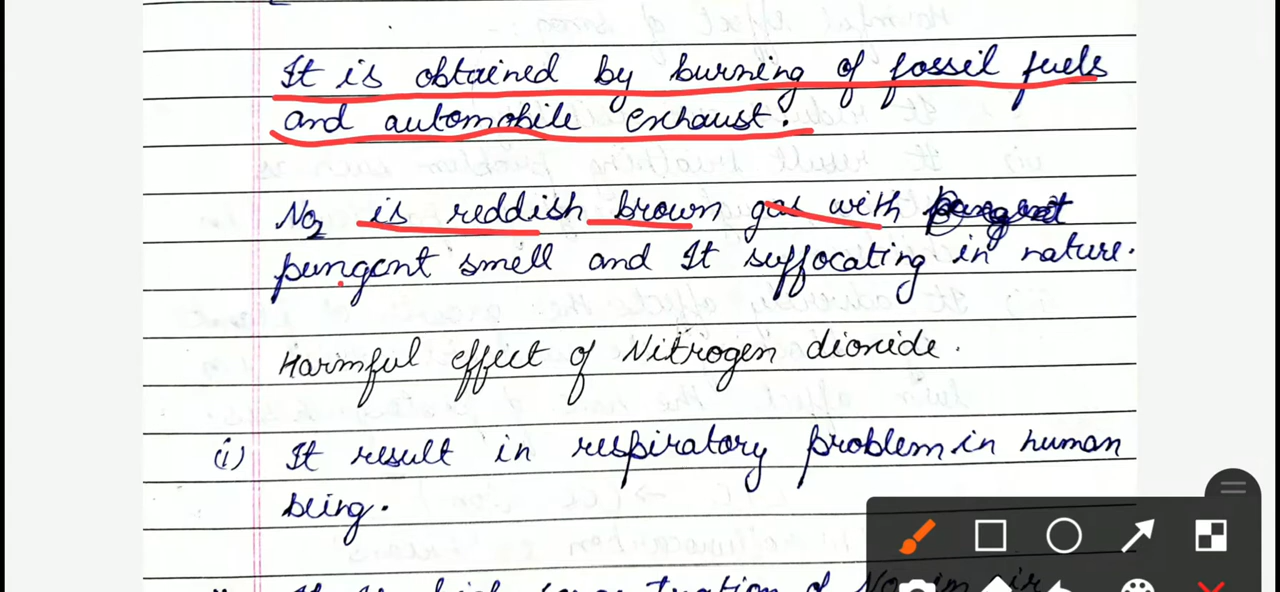 It is obtained by burning of fossil fuels
and automobile exhaust.
NO2 is reddish brown gas with
pungent smell and It suffocating in nature.
Harmful effect of Nitrogen dioxide.
(i) It result in respiratory problem in human
being.